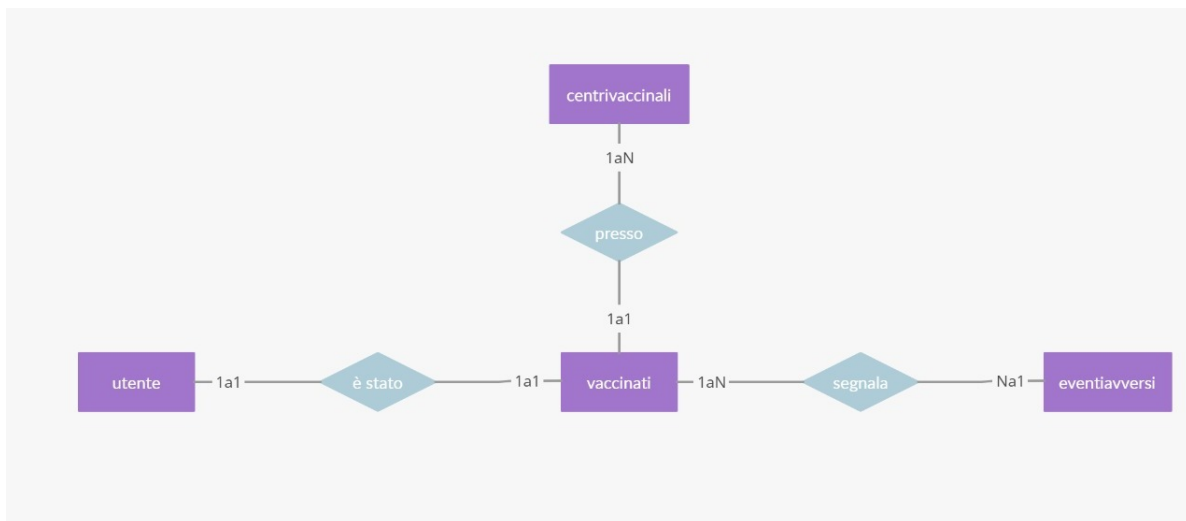 centrivaccinali
1aN
presso
1a1
utente
1a1
è stato
1a1
vaccinati
1aN
segnala
Na1
eventiavversi